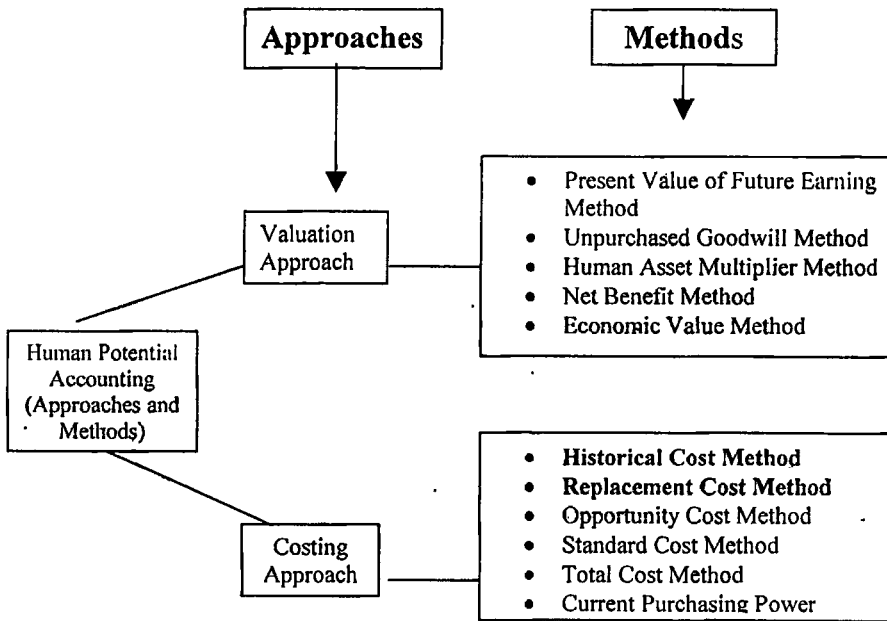 Approaches
Methods
Valuation
Approach
• Present Value of Future Earning
Method
• Unpurchased Goodwill Method
• Human Asset Multiplier Method
• Net Benefit Method
• Economic Value Method
Human Potential
Accounting
(Approaches and
Methods)
Costing
Approach
• Historical Cost Method
• Replacement Cost Method
• Opportunity Cost Method
• Standard Cost Method
• Total Cost Method
• Current Purchasing Power